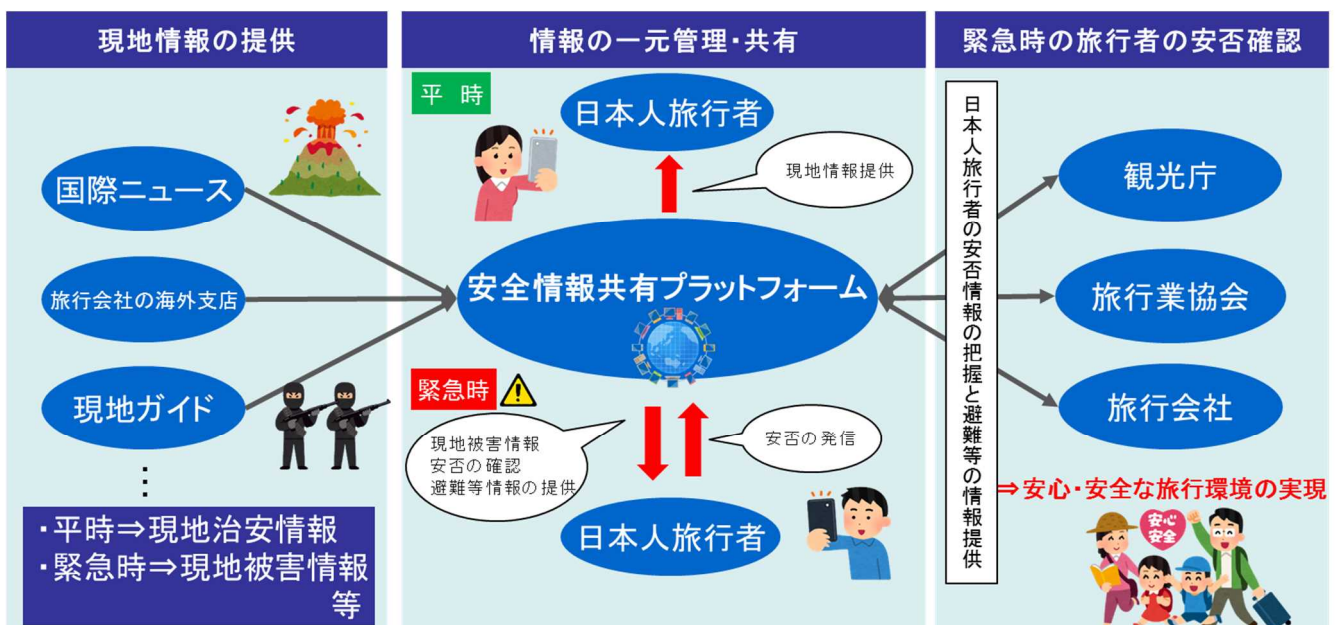 現地情報の提供
国際ニュース
旅行会社の海外支店
現地ガイド
⋮
・平時⇒現地治安情報
・緊急時⇒現地被害情報
等
情報の一元管理・共有
平 時
日本人旅行者
現地情報提供
安全情報共有プラットフォーム
緊急時
現地被害情報
安否の確認
避難等情報の提供
安否の発信
日本人旅行者
緊急時の旅行者の安否確認
日本人旅行者の安否情報の把握と避難等の情報提供
観光庁
旅行業協会
旅行会社
⇒安心・安全な旅行環境の実現
安心
安全